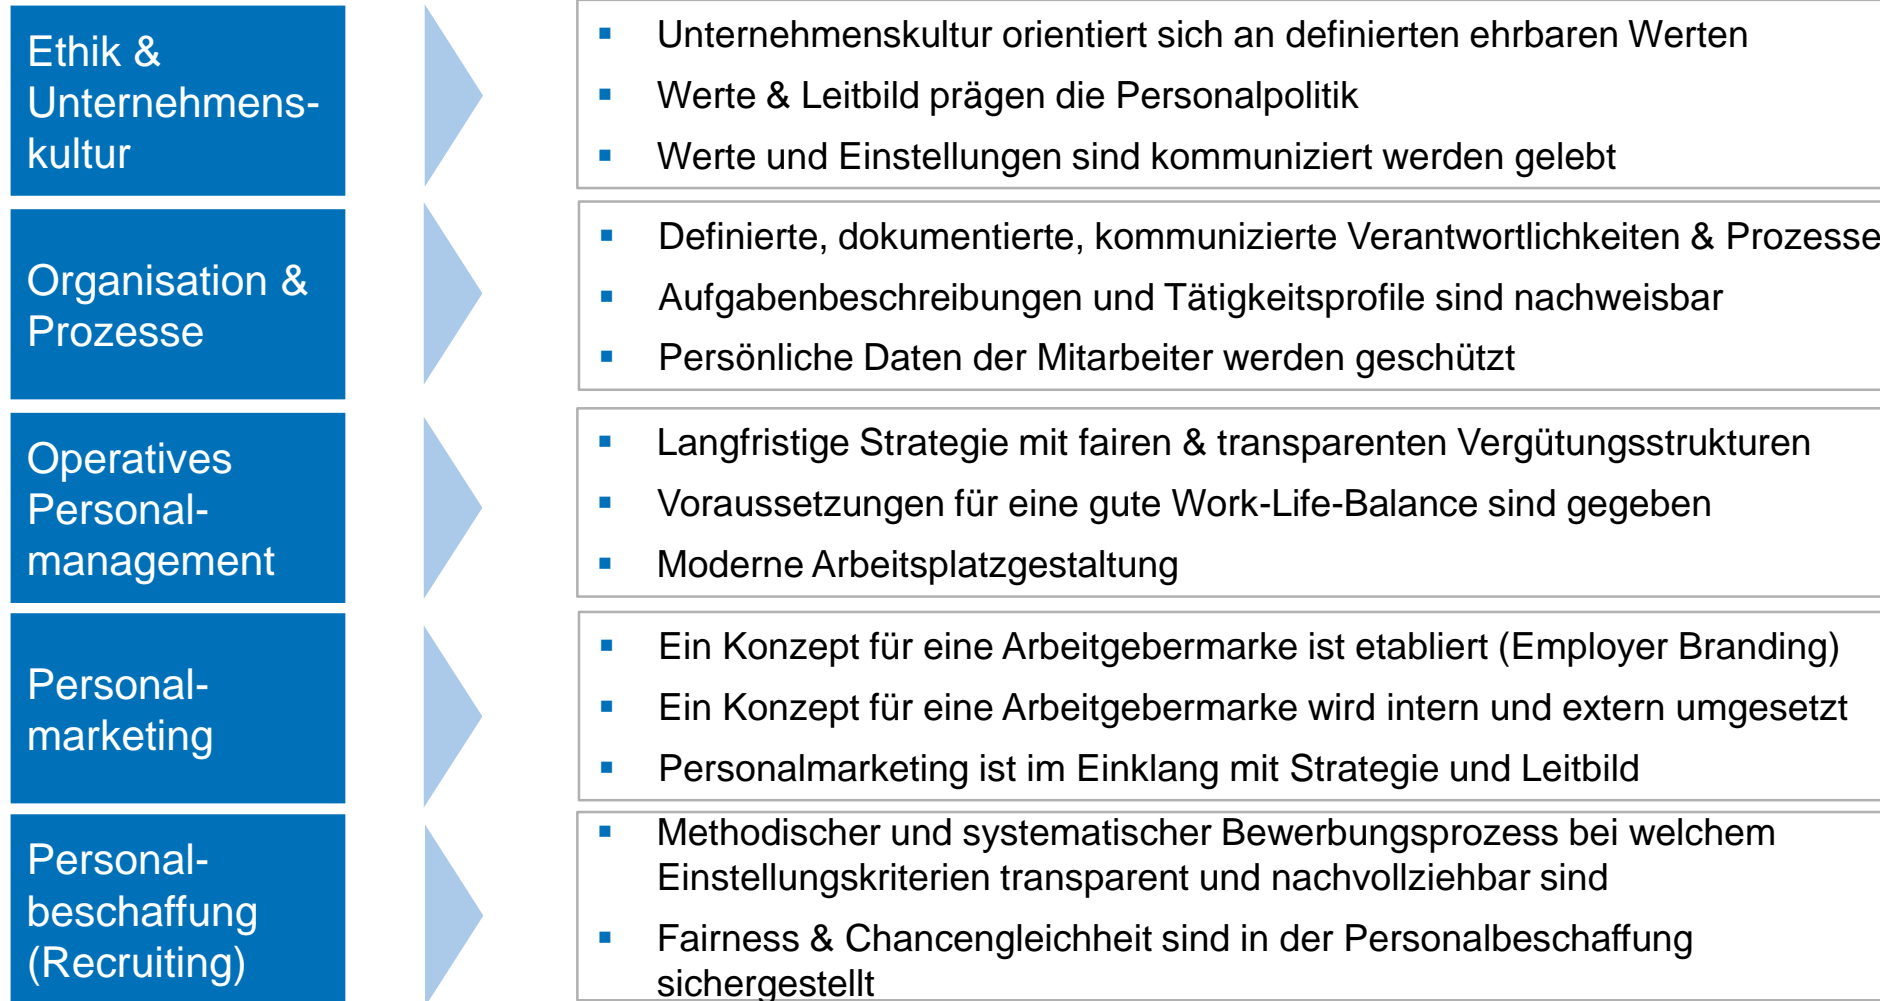 Ethik &
Unternehmens-
kultur
Unternehmenskultur orientiert sich an definierten ehrbaren Werten
Werte & Leitbild prägen die Personalpolitik
Werte und Einstellungen sind kommuniziert werden gelebt
Organisation &
Prozesse
Definierte, dokumentierte, kommunizierte Verantwortlichkeiten & Prozesse
Aufgabenbeschreibungen und Tätigkeitsprofile sind nachweisbar
Persönliche Daten der Mitarbeiter werden geschützt
Operatives
Personal-
management
Langfristige Strategie mit fairen & transparenten Vergütungsstrukturen
Voraussetzungen für eine gute Work-Life-Balance sind gegeben
Moderne Arbeitsplatzgestaltung
Personal-
marketing
Ein Konzept für eine Arbeitgebermarke ist etabliert (Employer Branding)
Ein Konzept für eine Arbeitgebermarke wird intern und extern umgesetzt
Personalmarketing ist im Einklang mit Strategie und Leitbild
Personal-
beschaffung
(Recruiting)
Methodischer und systematischer Bewerbungsprozess bei welchem
Einstellungskriterien transparent und nachvollziehbar sind
Fairness & Chancengleichheit sind in der Personalbeschaffung
sichergestellt